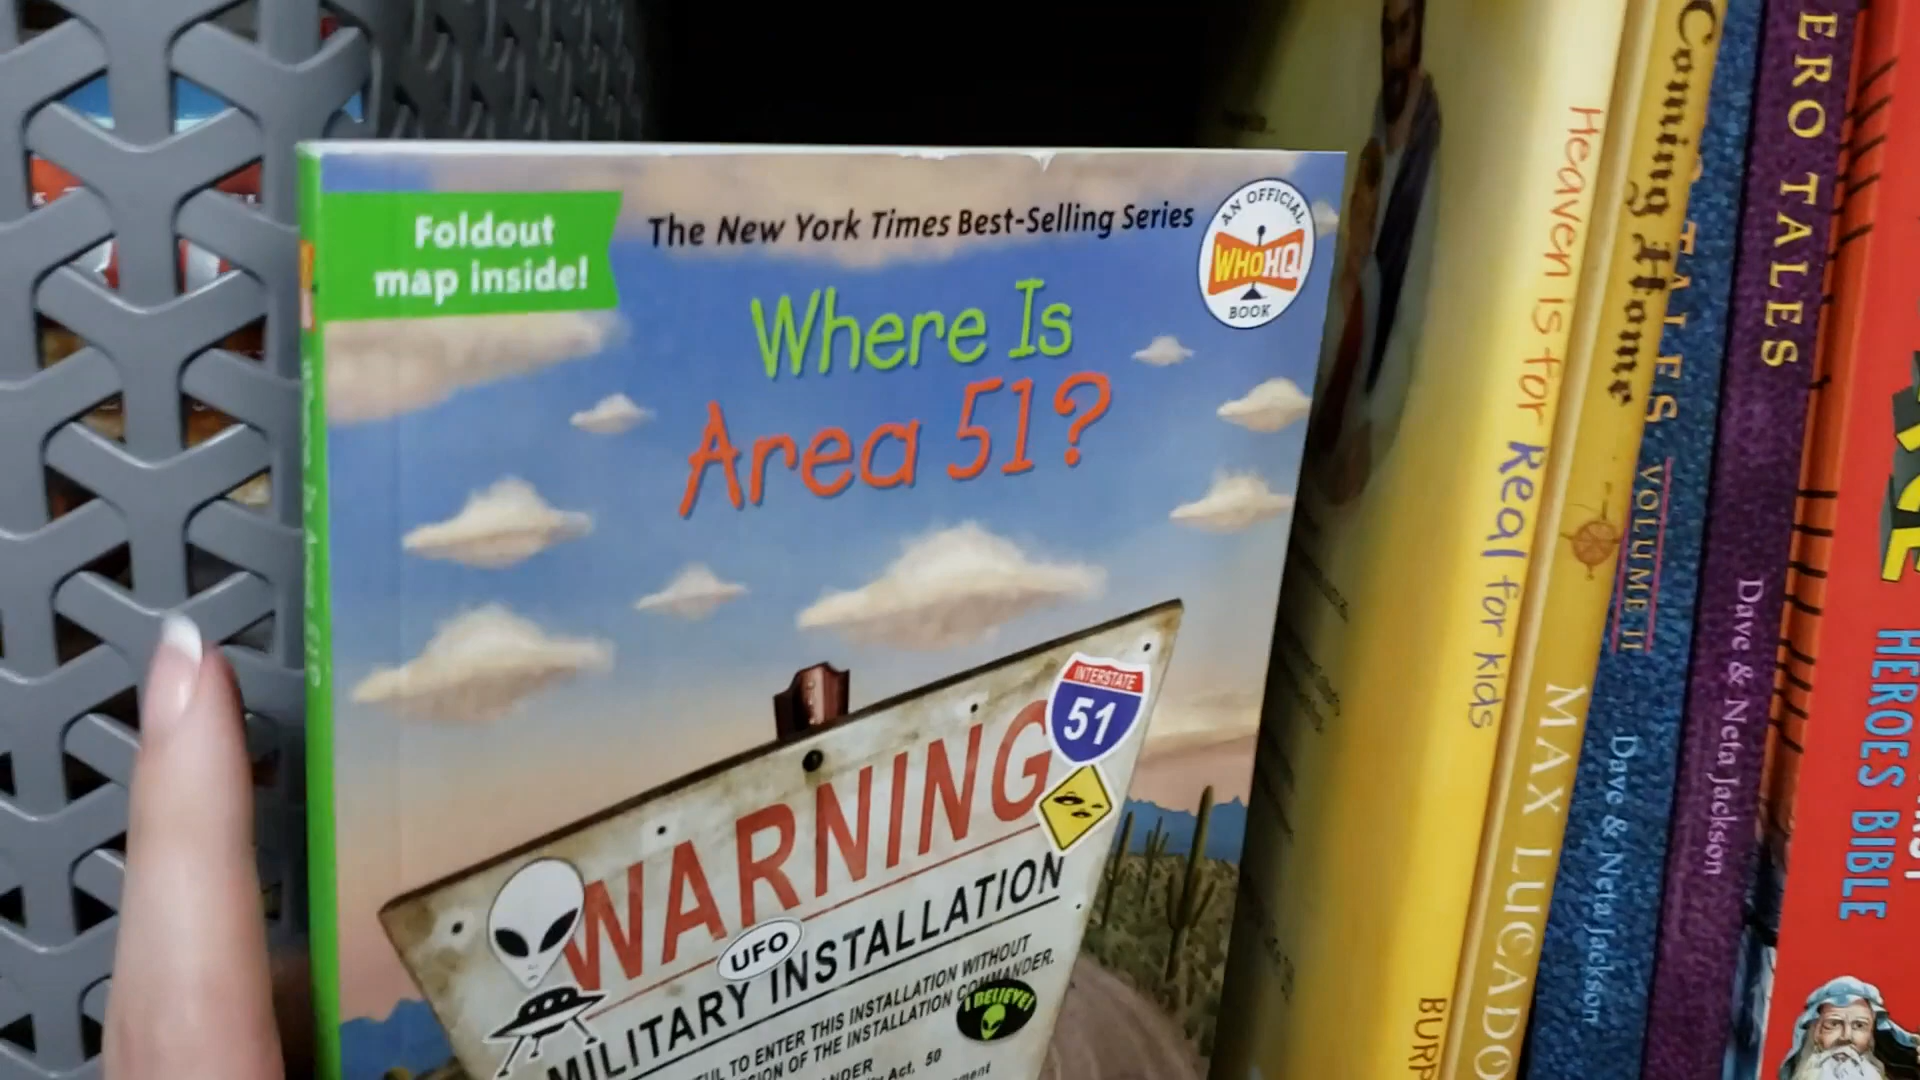 Foldout
map inside!
The New York Times Best-Selling Series
AN OFFICIAL
WHOHQ
BOOK
Where Is
Area 51?
INTERSTATE
51
WARNING
UFO
MILITARY INSTALLATION
TO ENTER THIS INSTALLATION WITHOUT
OF THE INSTALLATION COMMANDER.
I BELIEVE!
Act. 50
Heaven is for Real for kids
BURP
Coming Home
MAX LUCADO
TALES VOLUME II
Dave & Neta Jackson
ERO TALES
Dave & Neta Jackson
HEROES BIBLE